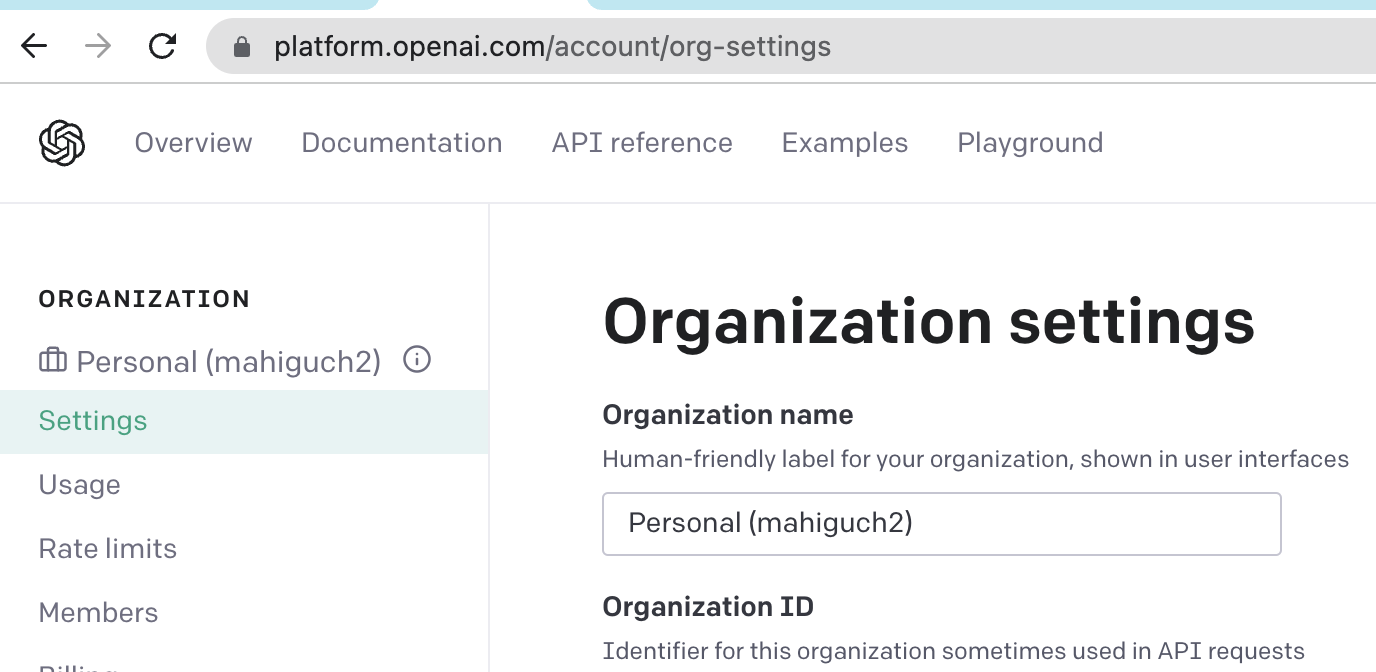 platform.openai.com/account/org-settings
Overview Documentation API reference Examples Playground
ORGANIZATION
Personal (mahiguch2)
Settings
Usage
Rate limits
Members
Billing
Organization settings
Organization name
Human-friendly label for your organization, shown in user interfaces
Personal (mahiguch2)
Organization ID
Identifier for this organization sometimes used in API requests